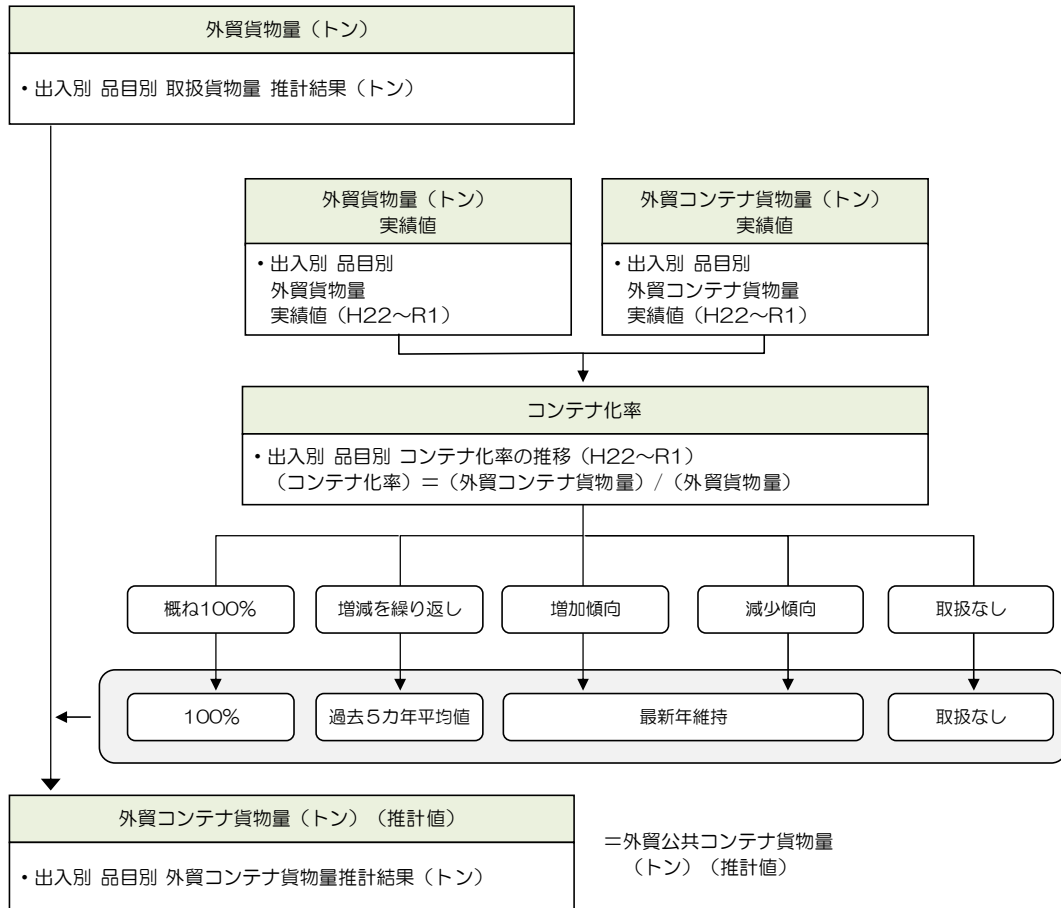 外貿貨物量（トン）
・出入別 品目別 取扱貨物量 推計結果（トン）
外貿貨物量（トン）
実績値
・出入別 品目別
外貿貨物量
実績値（H22～R1）
外貿コンテナ貨物量（トン）
実績値
・出入別 品目別
外貿コンテナ貨物量
実績値（H22～R1）
コンテナ化率
・出入別 品目別 コンテナ化率の推移（H22～R1）
（コンテナ化率）＝（外貿コンテナ貨物量）/（外貿貨物量）
概ね100%
増減を繰り返し
増加傾向
減少傾向
取扱なし
100%
過去５カ年平均値
最新年維持
取扱なし
外貿コンテナ貨物量（トン）（推計値）
・出入別 品目別 外貿コンテナ貨物量推計結果（トン）
＝外貿公共コンテナ貨物量
（トン）（推計値）